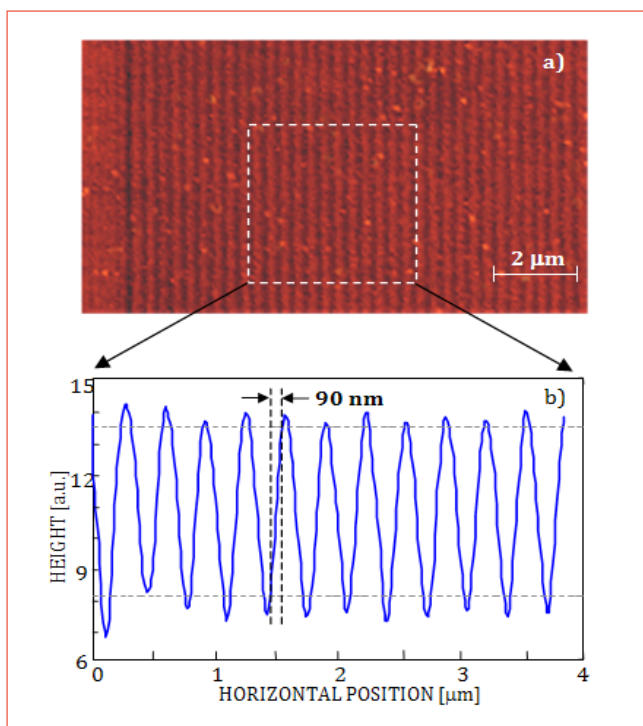 a)
2 µm
15
12
9
6
HEIGHT [a.u.]
90 nm
b)
0 1 2 3 4
HORIZONTAL POSITION [µm]